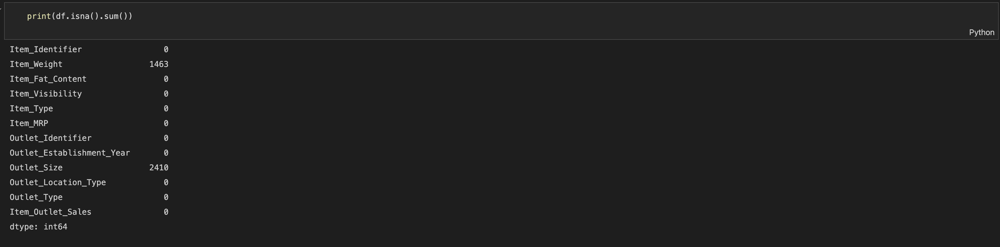 print(df.isna().sum())
Python
Item_Identifier 0
Item_Weight 1463
Item_Fat_Content 0
Item_Visibility 0
Item_Type 0
Item_MRP 0
Outlet_Identifier 0
Outlet_Establishment_Year 0
Outlet_Size 2410
Outlet_Location_Type 0
Outlet_Type 0
Item_Outlet_Sales 0
dtype: int64